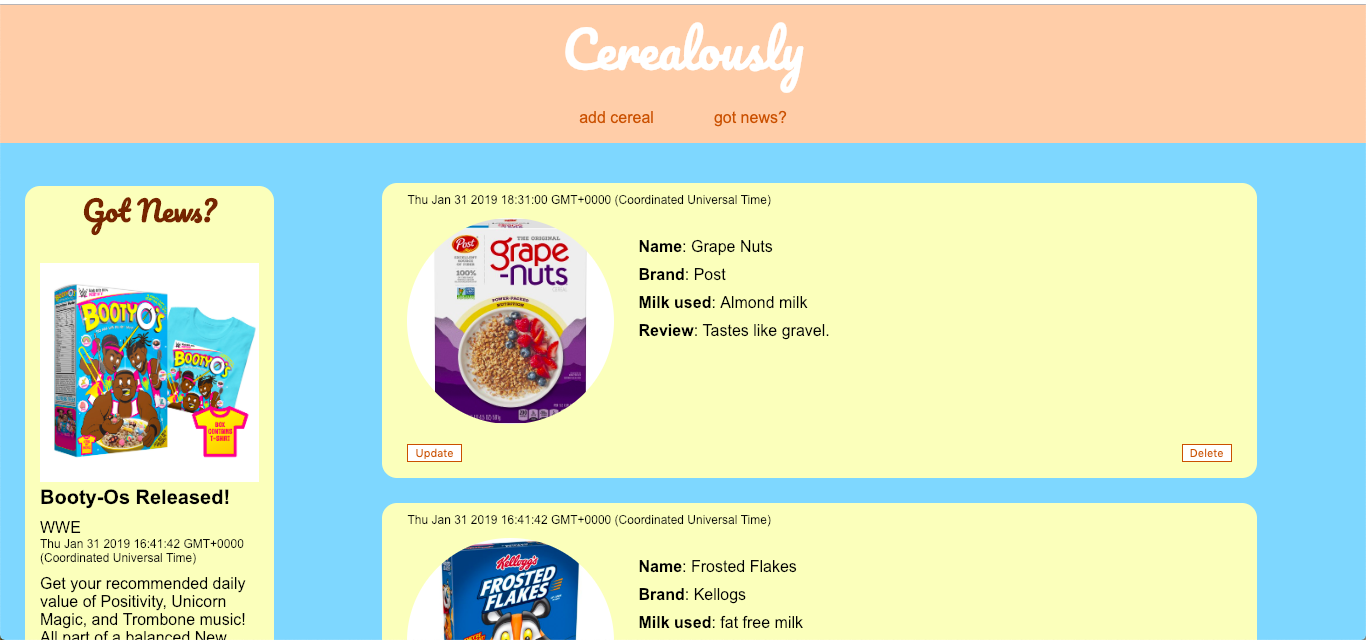 Cerealously
add cereal
got news?
Got News?
BOOTY O's
BOOTY O's
BOX
CONTAINS
T-SHIRT
Booty-Os Released!
WWE
Thu Jan 31 2019 16:41:42 GMT+0000
(Coordinated Universal Time)
Get your recommended daily
value of Positivity, Unicorn
Magic, and Trombone music!
All part of a balanced New
Thu Jan 31 2019 18:31:00 GMT+0000 (Coordinated Universal Time)
Post
THE ORIGINAL
grape
-nuts
100%
POWER-PACKED
NUTRITION
Name: Grape Nuts
Brand: Post
Milk used: Almond milk
Review: Tastes like gravel.
Update
Delete
Thu Jan 31 2019 16:41:42 GMT+0000 (Coordinated Universal Time)
Kellogg's
FROSTED
FLAKES
Name: Frosted Flakes
Brand: Kellogs
Milk used: fat free milk